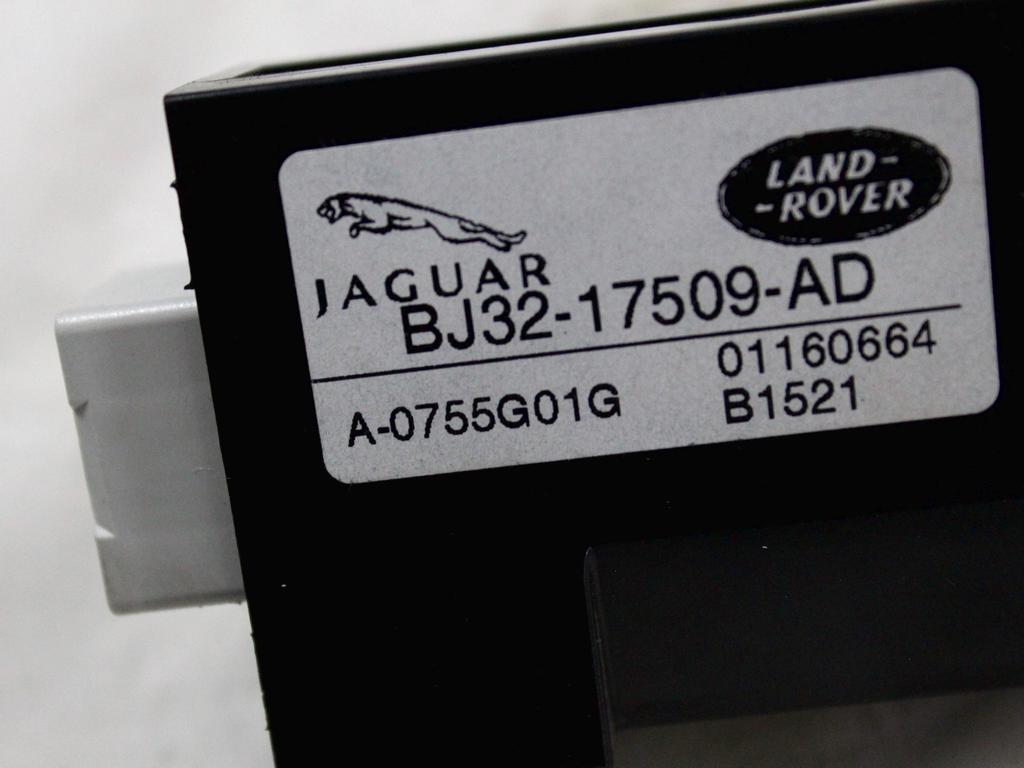 LAND-
-ROVER
JAGUAR
BJ32-17509-AD
01160664
A-0755G01G
B1521